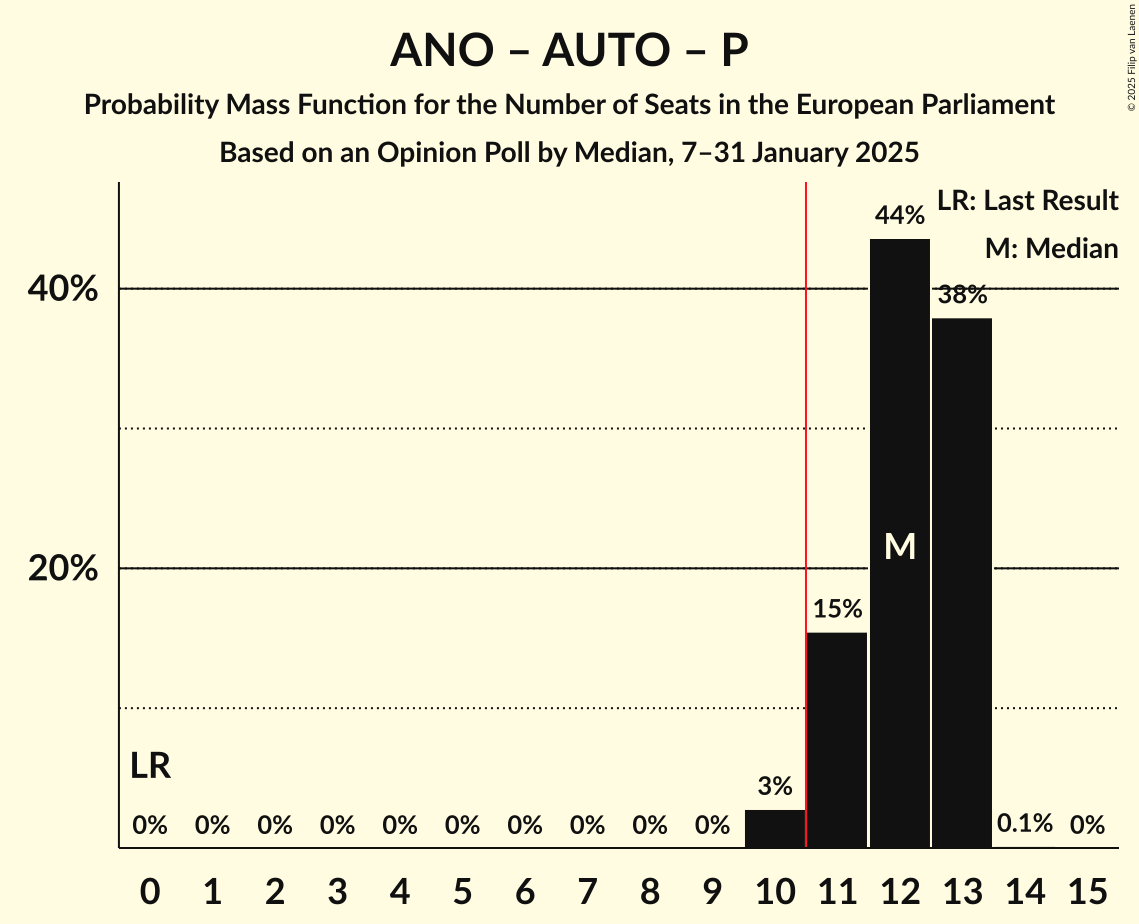 ANO – AUTO – P
Probability Mass Function for the Number of Seats in the European Parliament
Based on an Opinion Poll by Median, 7–31 January 2025
© 2025 Filip van Laenen
LR: Last Result
M: Median
40%
20%
44%
38%
M
15%
LR
0% 0% 0% 0% 0% 0% 0% 0% 0% 0% 3% 0.1% 0%
0 1 2 3 4 5 6 7 8 9 10 11 12 13 14 15